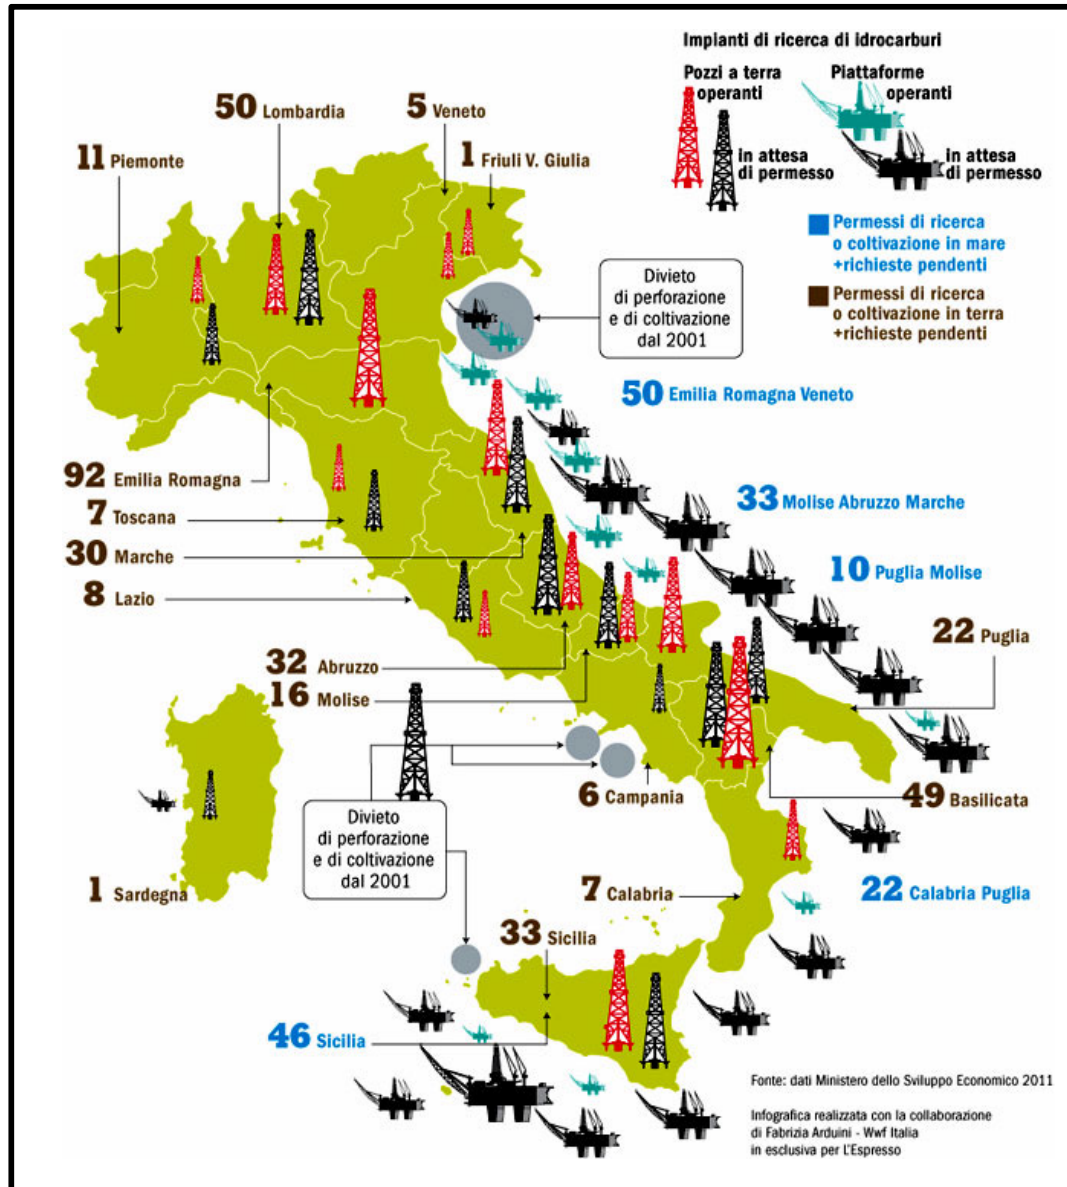 Impianti di ricerca di idrocarburi
Pozzi a terra
operanti
in attesa
di permesso
Piattaforme
operanti
in attesa
di permesso
Permessi di ricerca
o coltivazione in mare
+richieste pendenti
Permessi di ricerca
o coltivazione in terra
+richieste pendenti
50 Lombardia
5 Veneto
11 Piemonte
1 Friuli V. Giulia
Divieto
di perforazione
e di coltivazione
dal 2001
50 Emilia Romagna Veneto
92 Emilia Romagna
7 Toscana
33 Molise Abruzzo Marche
30 Marche
10 Puglia Molise
8 Lazio
22 Puglia
32 Abruzzo
16 Molise
6 Campania
49 Basilicata
Divieto
di perforazione
e di coltivazione
dal 2001
1 Sardegna
7 Calabria
22 Calabria Puglia
33 Sicilia
46 Sicilia
Fonte: dati Ministero dello Sviluppo Economico 2011
Infografica realizzata con la collaborazione
di Fabrizia Arduini - Wwf Italia
in esclusiva per L'Espresso